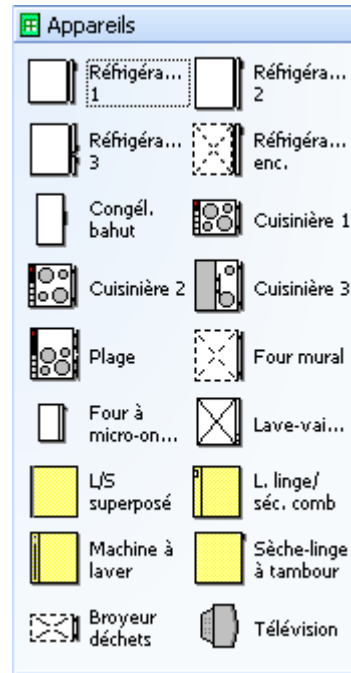 Appareils
Réfrigéra...
1
Réfrigéra...
2
Réfrigéra...
3
Réfrigéra...
enc.
Congél.
bahut
Cuisinière 1
Cuisinière 2
Cuisinière 3
Plage
Four mural
Four à
micro-on...
Lave-vai...
L/S
superposé
L. linge/
séc. comb
Machine à
laver
Sèche-linge
à tambour
Broyeur
déchets
Télévision